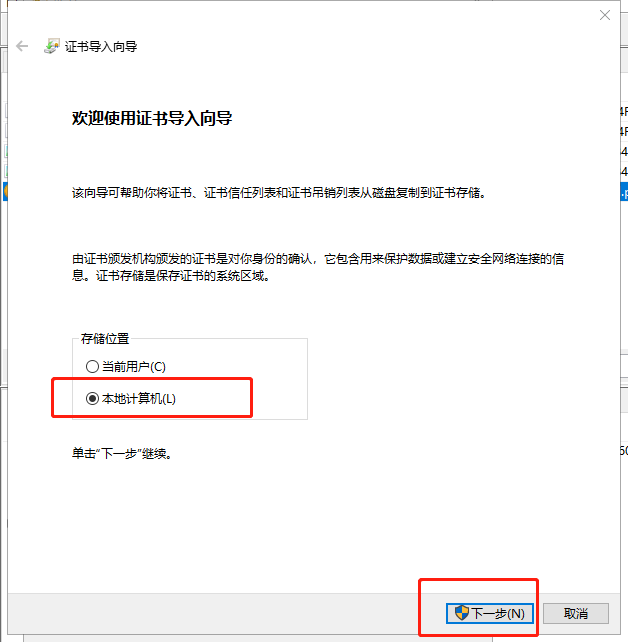 证书导入向导
欢迎使用证书导入向导
该向导可帮助你将证书、证书信任列表和证书吊销列表从磁盘复制到证书存储。
由证书颁发机构颁发的证书是对你身份的确认，它包含用来保护数据或建立安全网络连接的信
息。证书存储是保存证书的系统区域。
存储位置
当前用户(C)
本地计算机(L)
单击“下一步”继续。
下一步(N)
取消